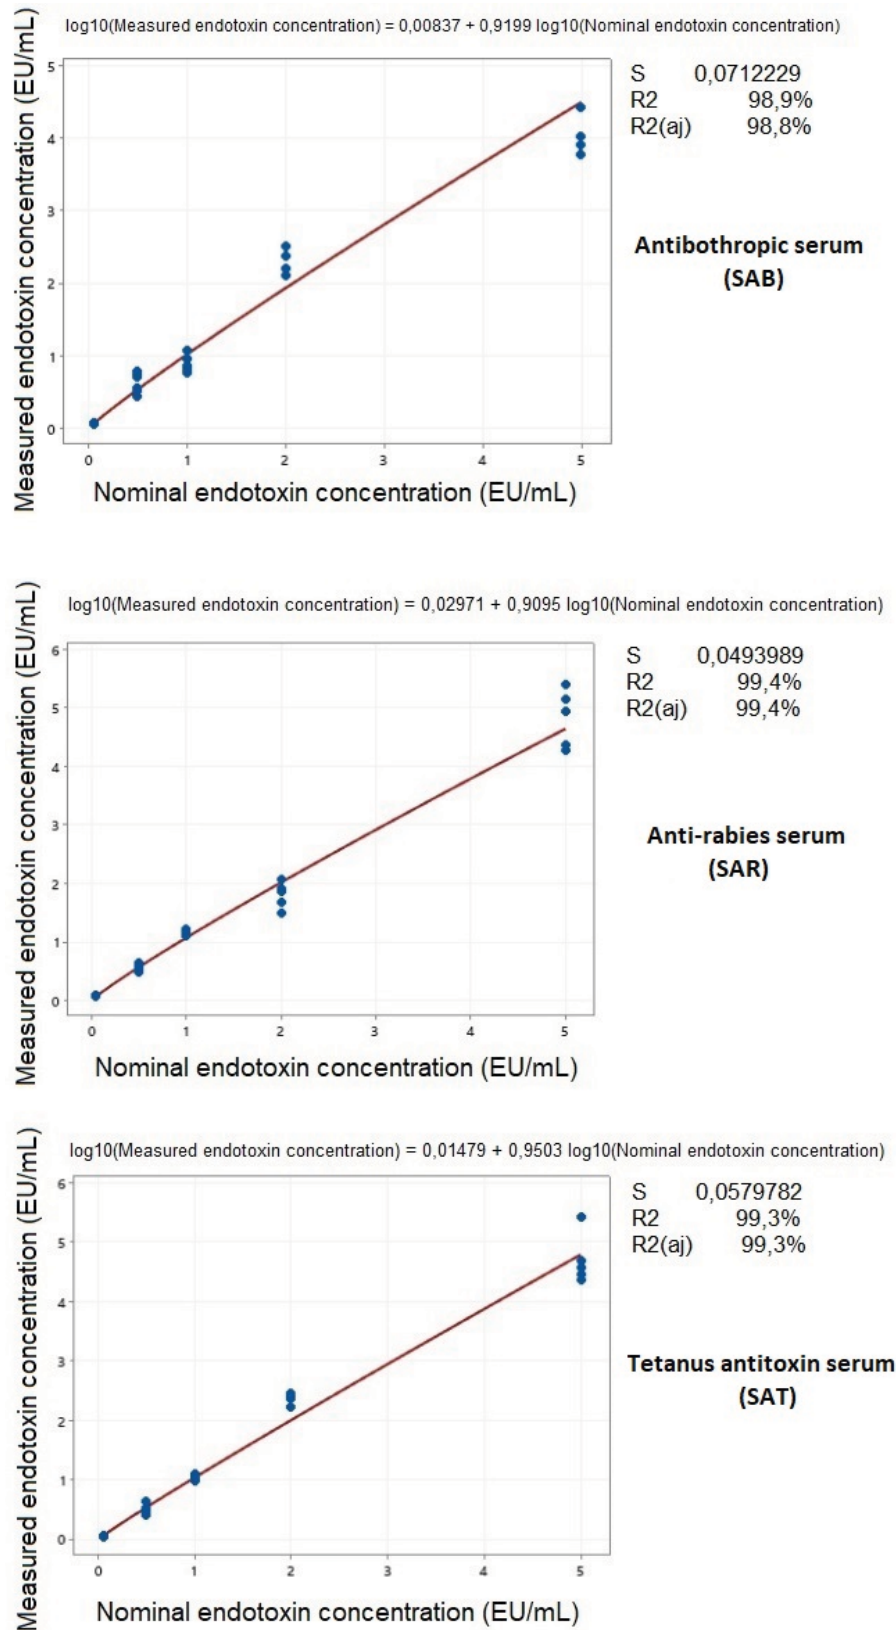 log10(Measured endotoxin concentration) = 0,00837 + 0,9199 log10(Nominal endotoxin concentration)
Measured endotoxin concentration (EU/mL)
5
4
3
2
1
0
0 1 2 3 4 5
Nominal endotoxin concentration (EU/mL)
S 0,0712229
R2 98,9%
R2(aj) 98,8%
Antibothropic serum
(SAB)
log10(Measured endotoxin concentration) = 0,02971 + 0,9095 log10(Nominal endotoxin concentration)
Measured endotoxin concentration (EU/mL)
6
5
4
3
2
1
0
0 1 2 3 4 5
Nominal endotoxin concentration (EU/mL)
S 0,0493989
R2 99,4%
R2(aj) 99,4%
Anti-rabies serum
(SAR)
log10(Measured endotoxin concentration) = 0,01479 + 0,9503 log10(Nominal endotoxin concentration)
Measured endotoxin concentration (EU/mL)
6
5
4
3
2
1
0
0 1 2 3 4 5
Nominal endotoxin concentration (EU/mL)
S 0,0579782
R2 99,3%
R2(aj) 99,3%
Tetanus antitoxin serum
(SAT)